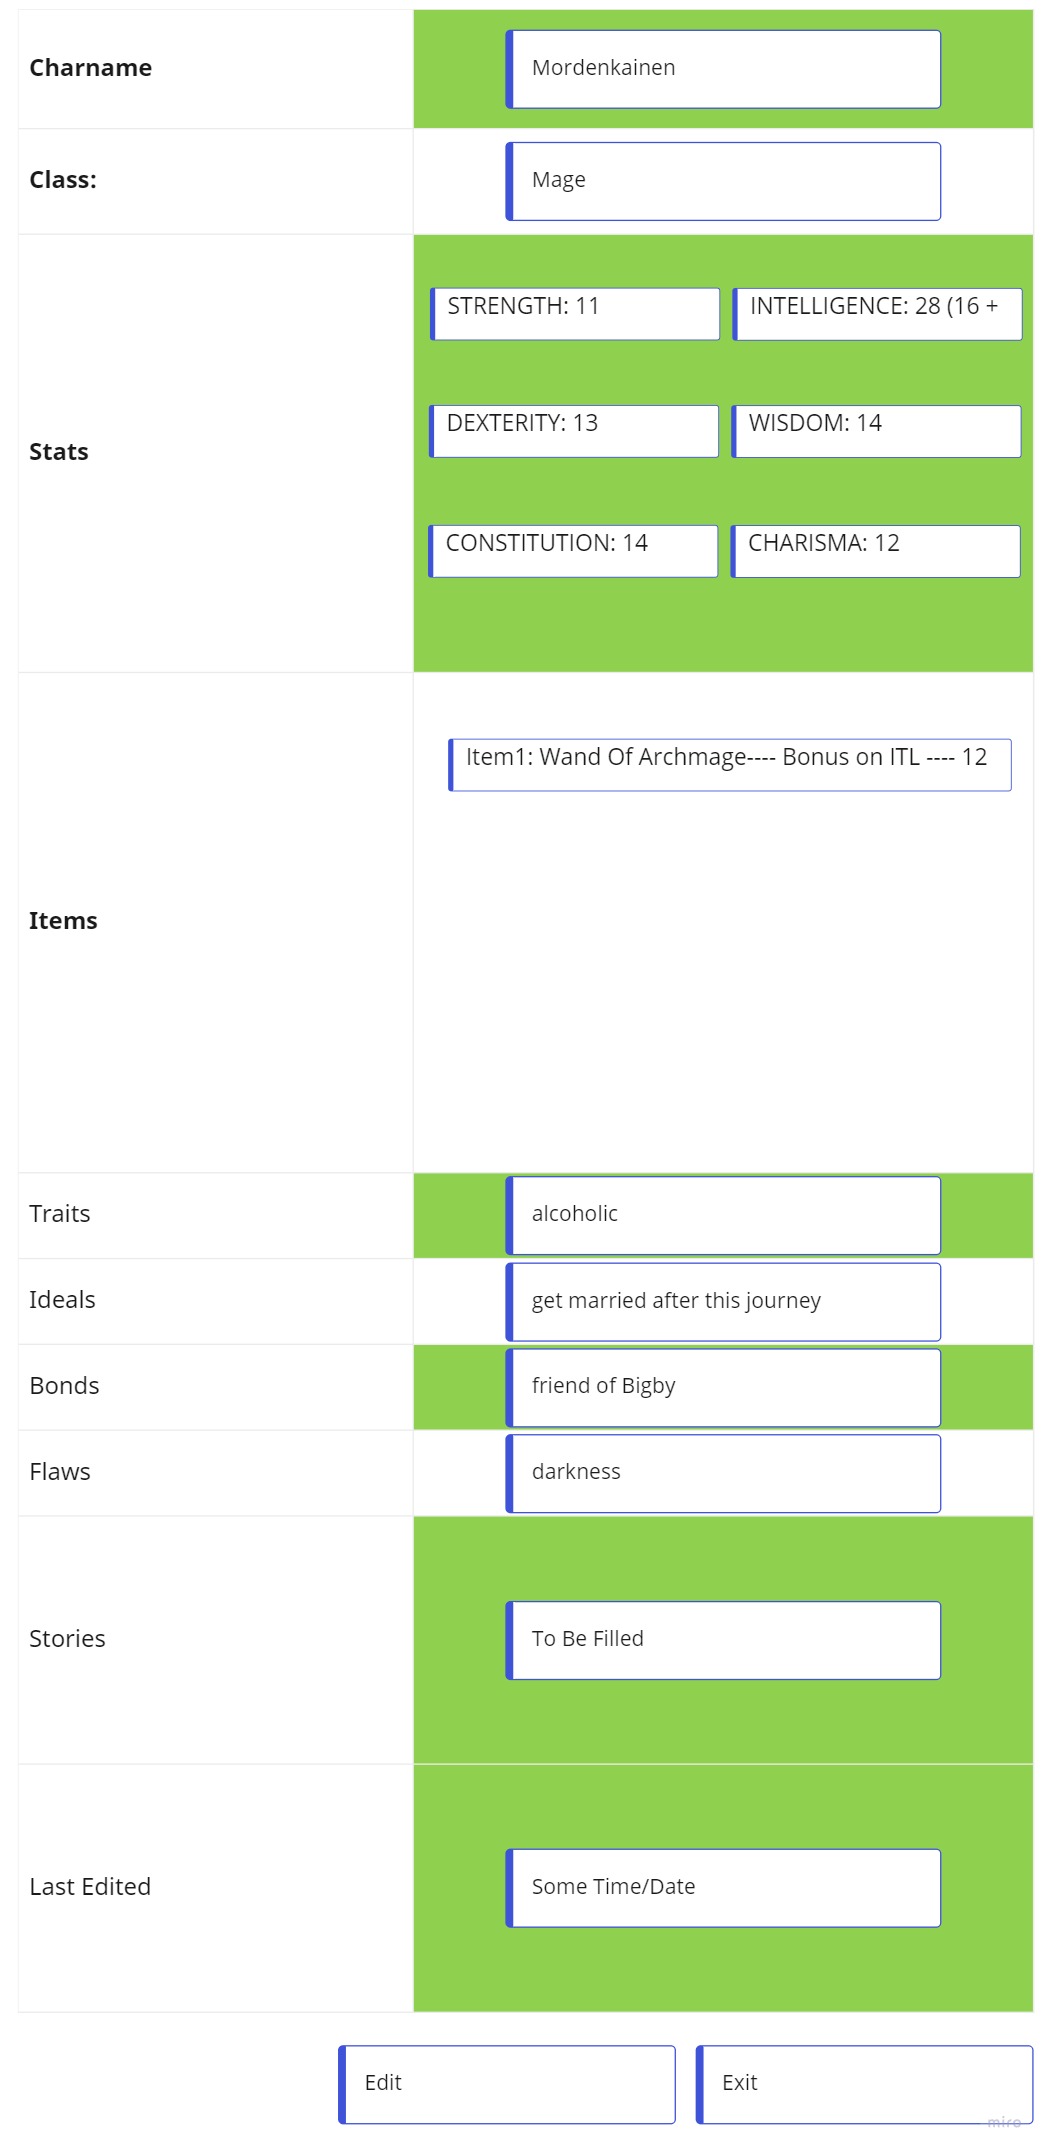 Charname
Mordenkainen
Class:
Mage
Stats
STRENGTH: 11
INTELLIGENCE: 28 (16 +
DEXTERITY: 13
WISDOM: 14
CONSTITUTION: 14
CHARISMA: 12
Items
Item1: Wand Of Archmage---- Bonus on ITL ---- 12
Traits
alcoholic
Ideals
get married after this journey
Bonds
friend of Bigby
Flaws
darkness
Stories
To Be Filled
Last Edited
Some Time/Date
Edit
Exit
miro